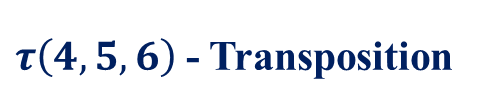 τ(4, 5, 6) - Transposition